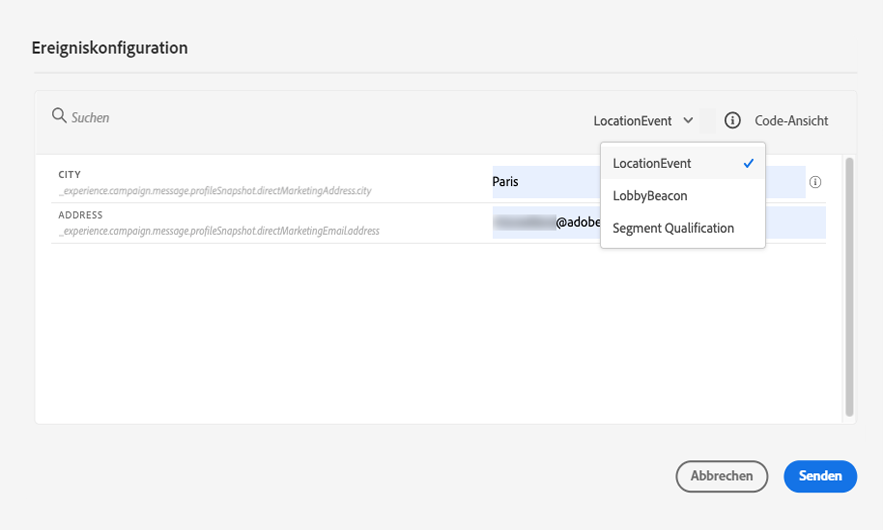 Ereigniskonfiguration
Suchen
LocationEvent
Code-Ansicht
LocationEvent
LobbyBeacon
Segment Qualification
CITY
_experience.campaign.message.profileSnapshot.directMarketingAddress.city
Paris
ADDRESS
_experience.campaign.message.profileSnapshot.directMarketingEmail.address
@adobe
Abbrechen
Senden